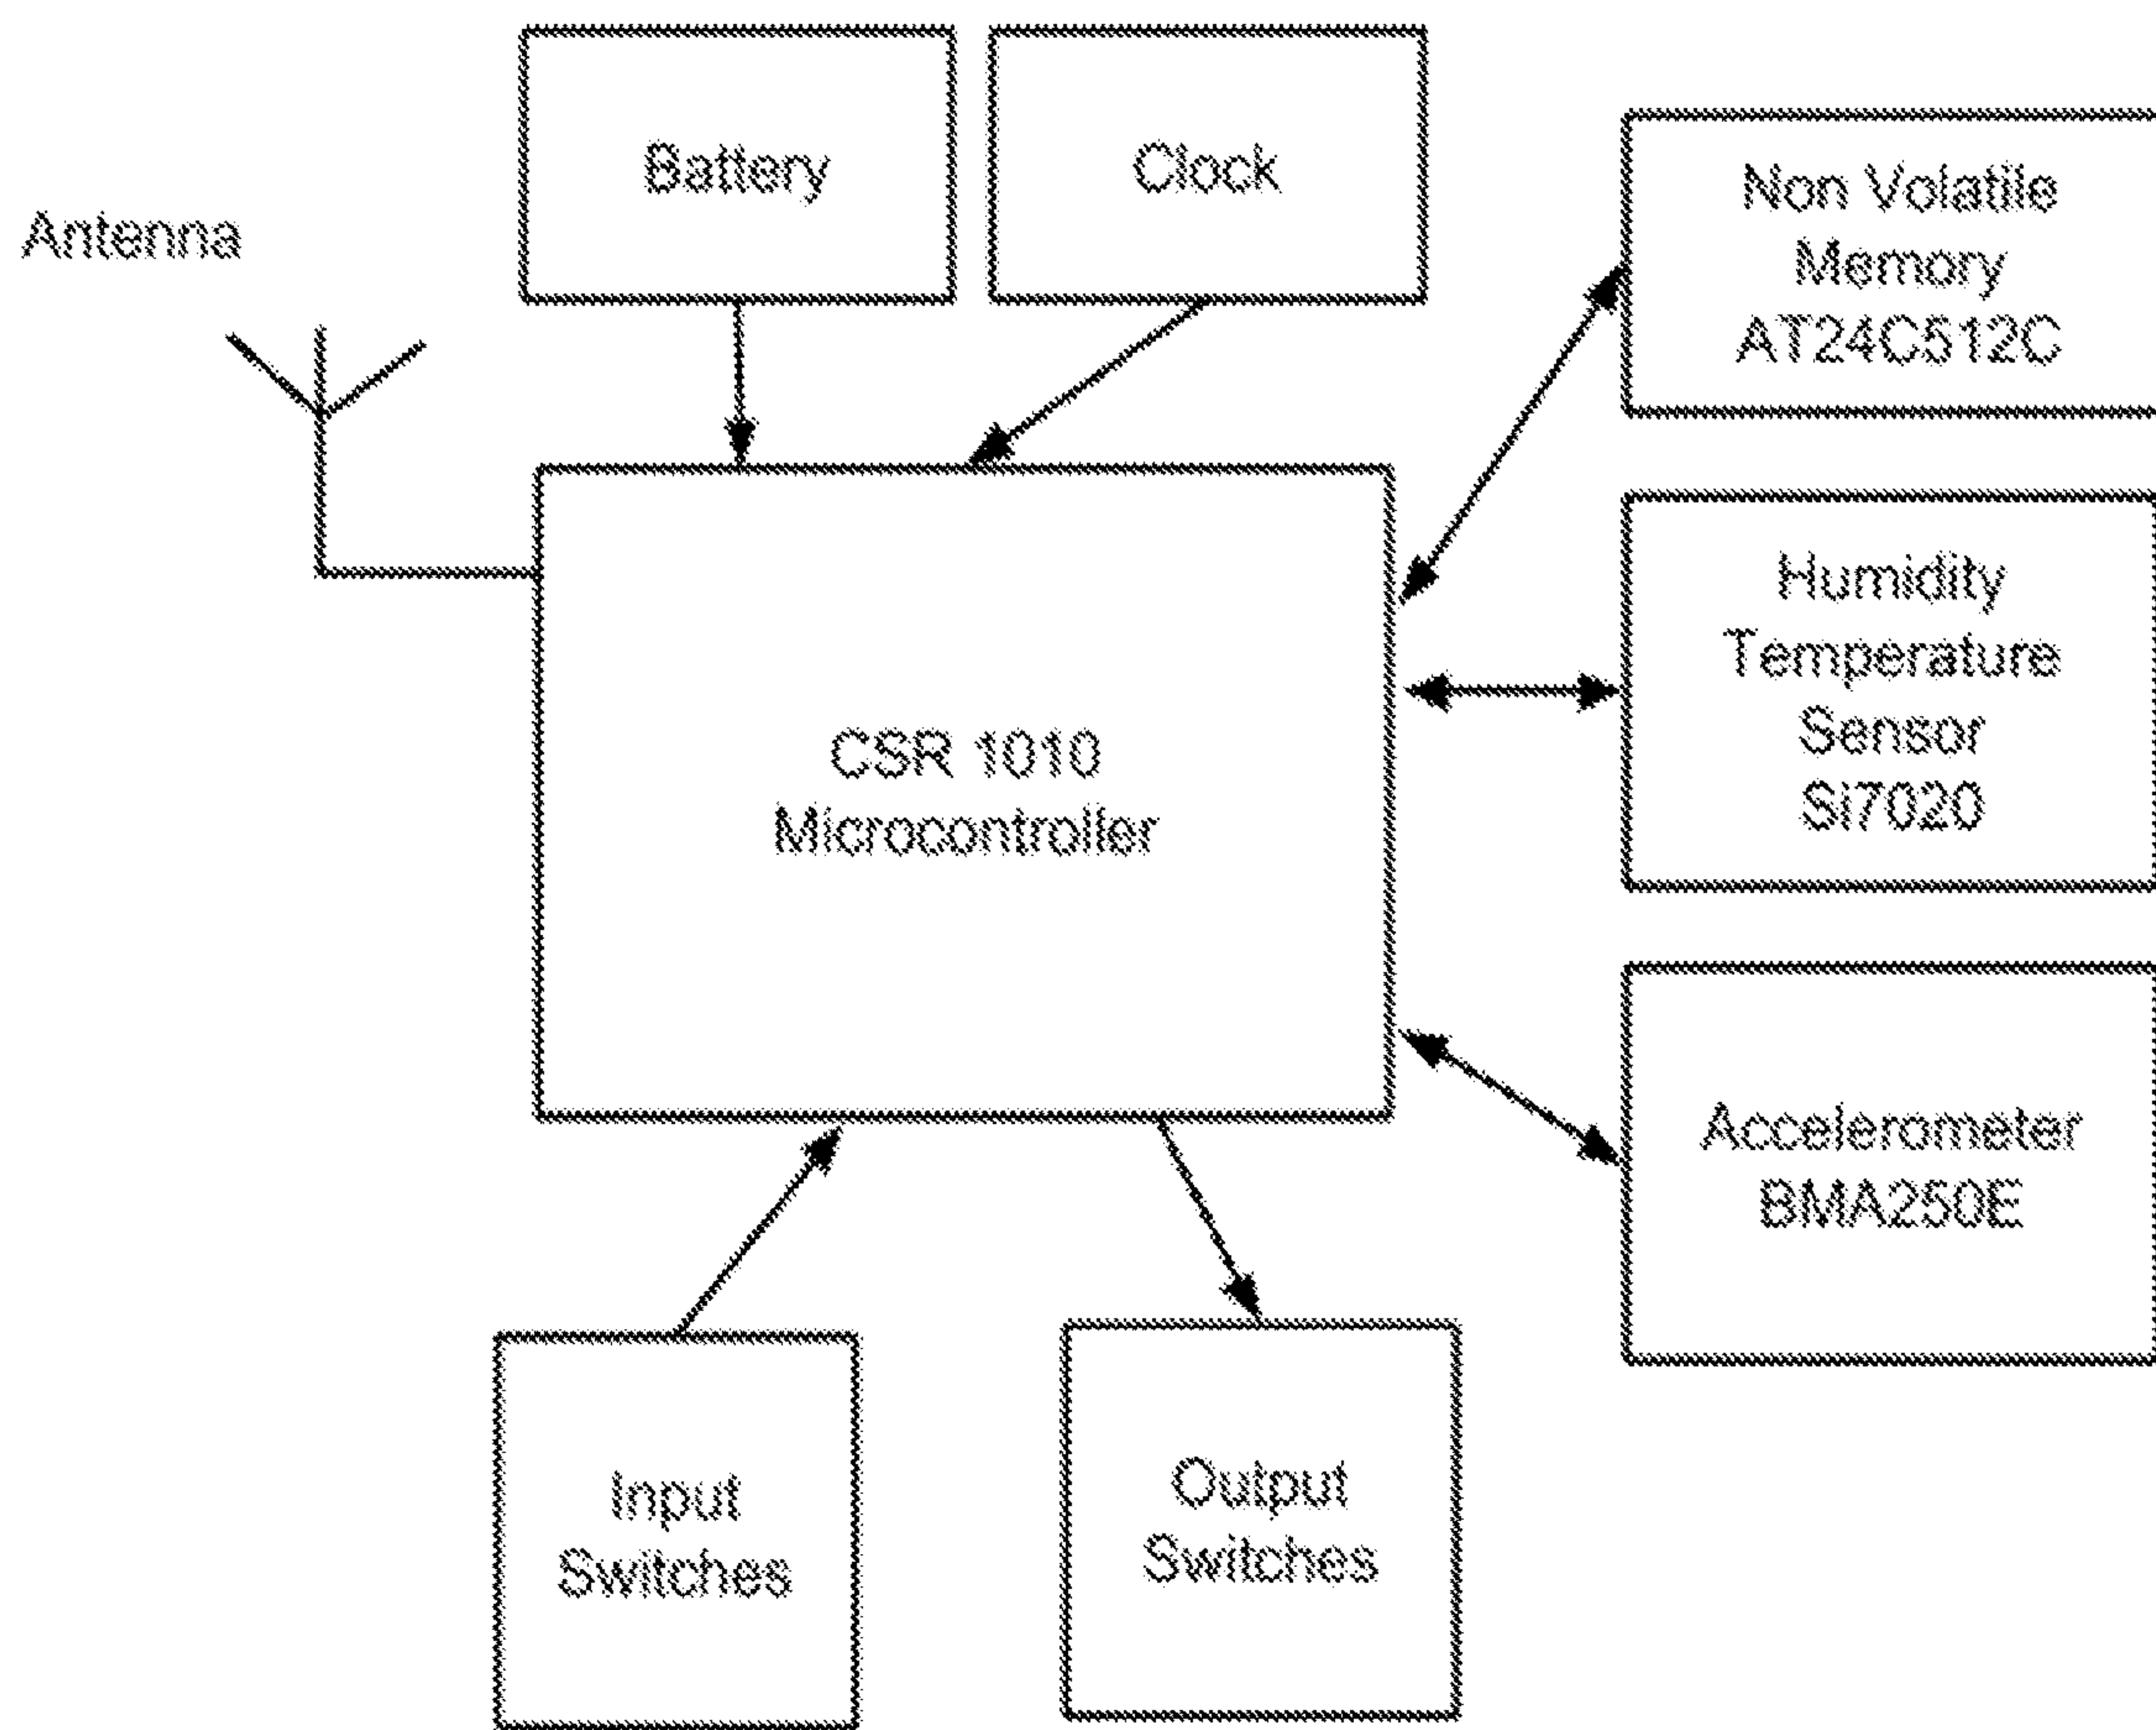 Battery
Clock
Antenna
Non Volatile
Memory
AT24C512C
Humidity
Temperature
Sensor
Si7020
CSR 1010
Microcontroller
Accelerometer
BMA250E
Input
Switches
Output
Switches